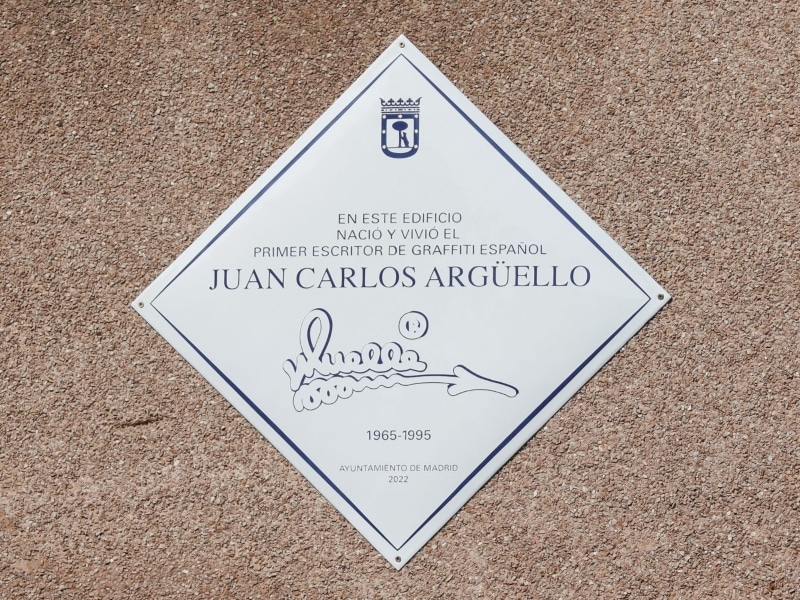 EN ESTE EDIFICIO
NACIÓ Y VIVIÓ EL
PRIMER ESCRITOR DE GRAFFITI ESPAÑOL
JUAN CARLOS ARGÜELLO
Muelle ®
1965-1995
AYUNTAMIENTO DE MADRID
2022